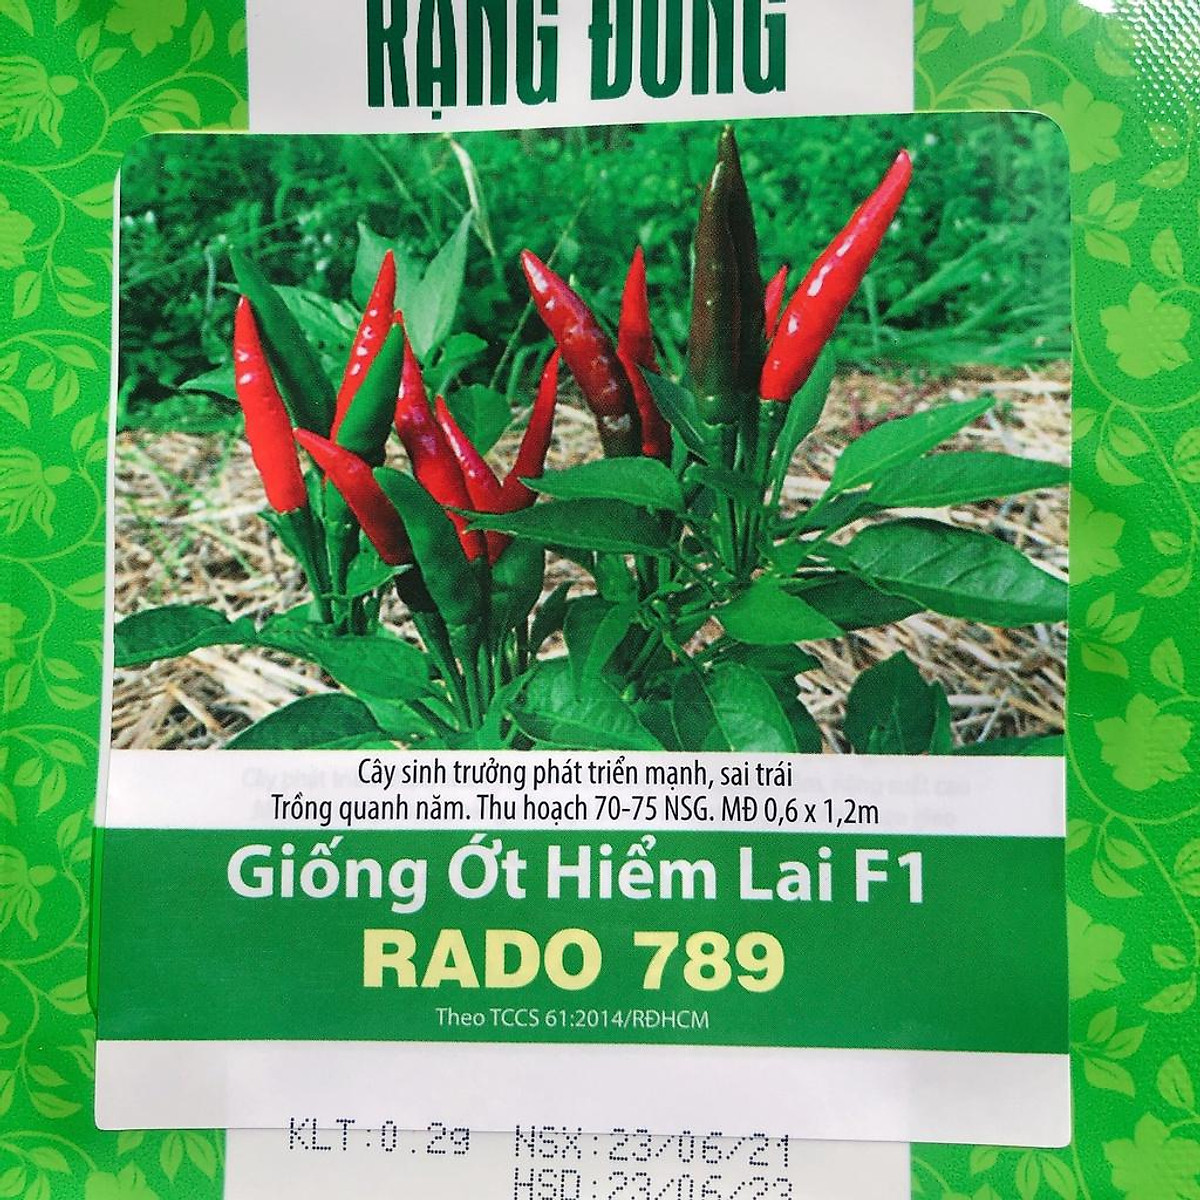 RẠNG ĐÔNG
Cây sinh trưởng phát triển mạnh, sai trái
Trồng quanh năm. Thu hoạch 70-75 NSG. MĐ 0,6 x 1,2m
Giống Ớt Hiểm Lai F1
RADO 789
Theo TCCS 61:2014/RĐHCM
KLT:0.2g NSX:23/06/21
HSD:23/06/23